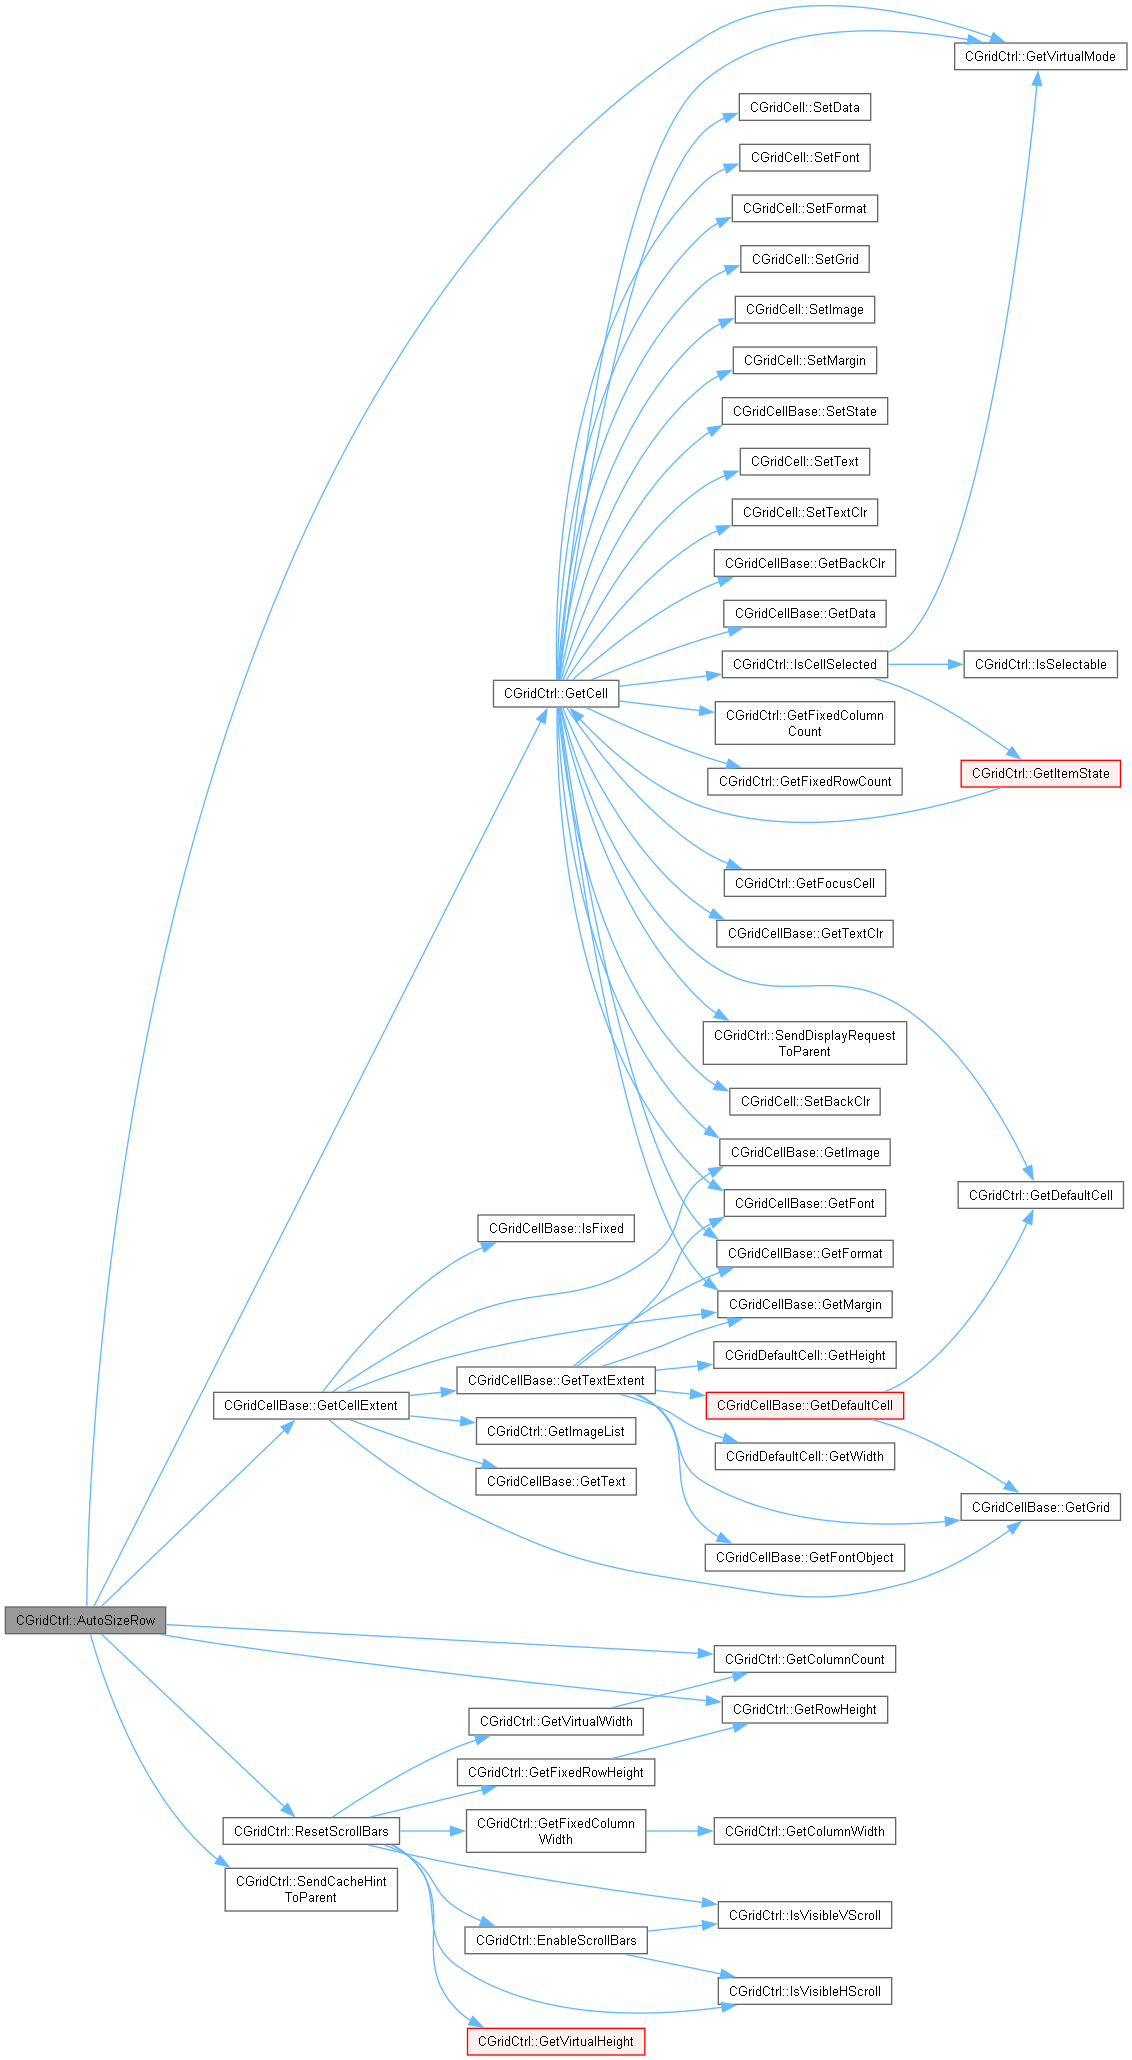 CGridCtrl::GetVirtualMode
CGridCell::SetData
CGridCell::SetFont
CGridCell::SetFormat
CGridCell::SetGrid
CGridCell::SetImage
CGridCell::SetMargin
CGridCellBase::SetState
CGridCell::SetText
CGridCell::SetTextClr
CGridCellBase::GetBackClr
CGridCellBase::GetData
CGridCtrl::IsCellSelected
CGridCtrl::IsSelectable
CGridCtrl::GetCell
CGridCtrl::GetFixedColumn
Count
CGridCtrl::GetItemState
CGridCtrl::GetFixedRowCount
CGridCtrl::GetFocusCell
CGridCellBase::GetTextClr
CGridCtrl::SendDisplayRequest
ToParent
CGridCell::SetBackClr
CGridCellBase::GetImage
CGridCtrl::GetDefaultCell
CGridCellBase::GetFont
CGridCellBase::IsFixed
CGridCellBase::GetFormat
CGridCellBase::GetMargin
CGridDefaultCell::GetHeight
CGridCellBase::GetTextExtent
CGridCellBase::GetCellExtent
CGridCellBase::GetDefaultCell
CGridCtrl::GetImageList
CGridDefaultCell::GetWidth
CGridCellBase::GetText
CGridCellBase::GetGrid
CGridCellBase::GetFontObject
CGridCtrl::AutoSizeRow
CGridCtrl::GetColumnCount
CGridCtrl::GetRowHeight
CGridCtrl::GetVirtualWidth
CGridCtrl::GetFixedRowHeight
CGridCtrl::ResetScrollBars
CGridCtrl::GetFixedColumn
Width
CGridCtrl::GetColumnWidth
CGridCtrl::SendCacheHint
ToParent
CGridCtrl::IsVisibleVScroll
CGridCtrl::EnableScrollBars
CGridCtrl::IsVisibleHScroll
CGridCtrl::GetVirtualHeight